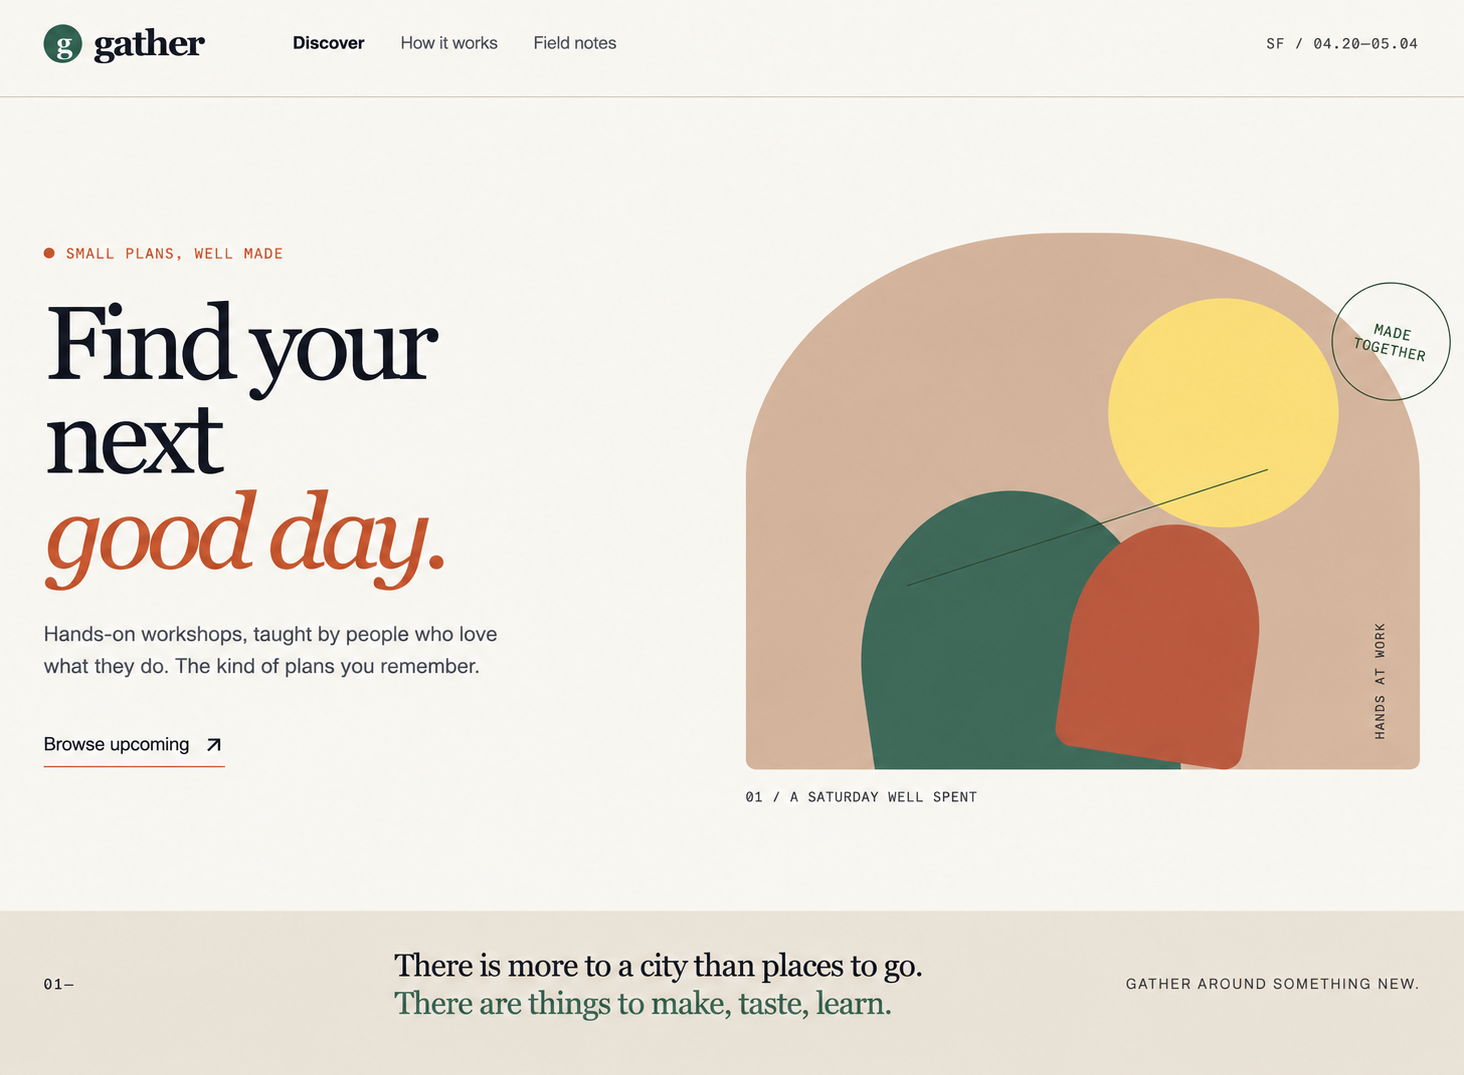 g gather
Discover
How it works
Field notes
SF / 04.20—05.04
SMALL PLANS, WELL MADE
Find your
next
good day.
Hands-on workshops, taught by people who love
what they do. The kind of plans you remember.
Browse upcoming
MADE
TOGETHER
HANDS AT WORK
01 / A SATURDAY WELL SPENT
01—
There is more to a city than places to go.
There are things to make, taste, learn.
GATHER AROUND SOMETHING NEW.